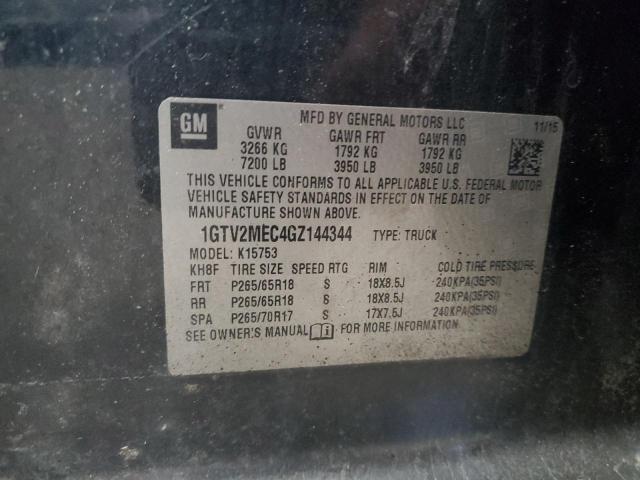 GM
MFD BY GENERAL MOTORS LLC 11/15
GVWR GAWR FRT GAWR RR
3266 KG 1792 KG 1792 KG
7200 LB 3950 LB 3950 LB
THIS VEHICLE CONFORMS TO ALL APPLICABLE U.S. FEDERAL MOTOR
VEHICLE SAFETY STANDARDS IN EFFECT ON THE DATE OF
MANUFACTURE SHOWN ABOVE.
1GTV2MEC4GZ144344 TYPE: TRUCK
MODEL: K15753
KH8F TIRE SIZE SPEED RTG RIM COLD TIRE PRESSURE
FRT P265/65R18 S 18X8.5J 240KPA(35PSI)
RR P265/65R18 S 18X8.5J 240KPA(35PSI)
SPA P265/70R17 S 17X7.5J 240KPA(35PSI)
SEE OWNER'S MANUAL FOR MORE INFORMATION